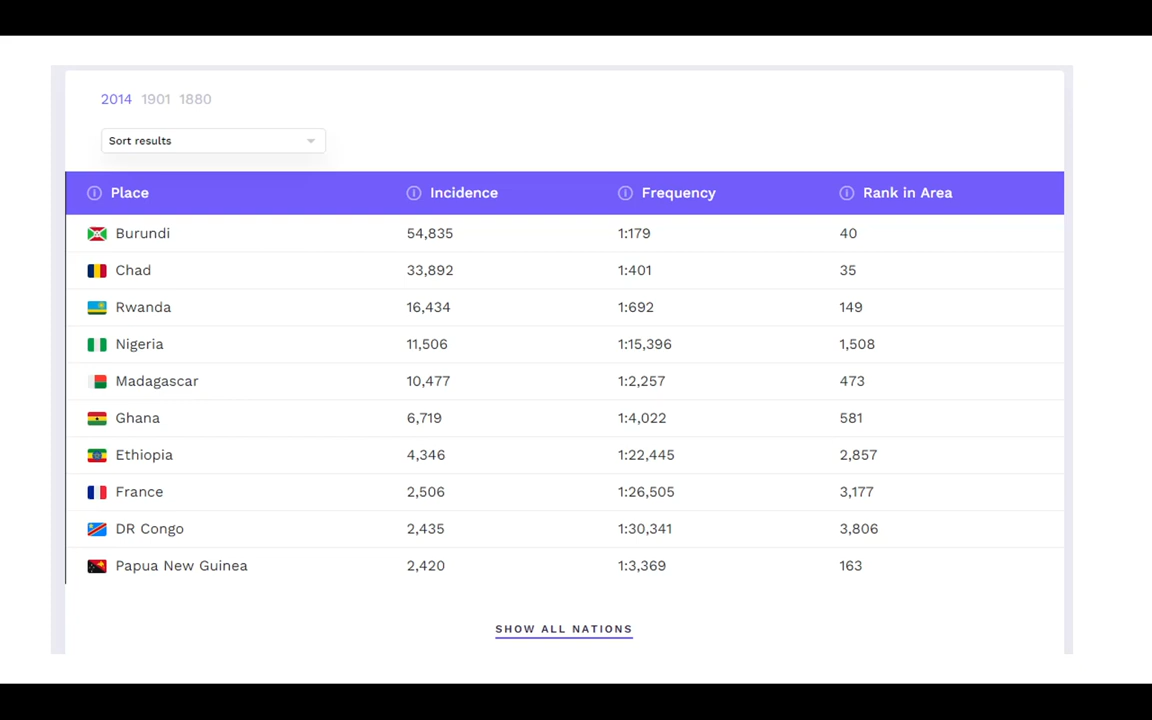 2014 1901 1880
Sort results
Place Incidence Frequency Rank in Area
Burundi 54,835 1:179 40
Chad 33,892 1:401 35
Rwanda 16,434 1:692 149
Nigeria 11,506 1:15,396 1,508
Madagascar 10,477 1:2,257 473
Ghana 6,719 1:4,022 581
Ethiopia 4,346 1:22,445 2,857
France 2,506 1:26,505 3,177
DR Congo 2,435 1:30,341 3,806
Papua New Guinea 2,420 1:3,369 163
SHOW ALL NATIONS